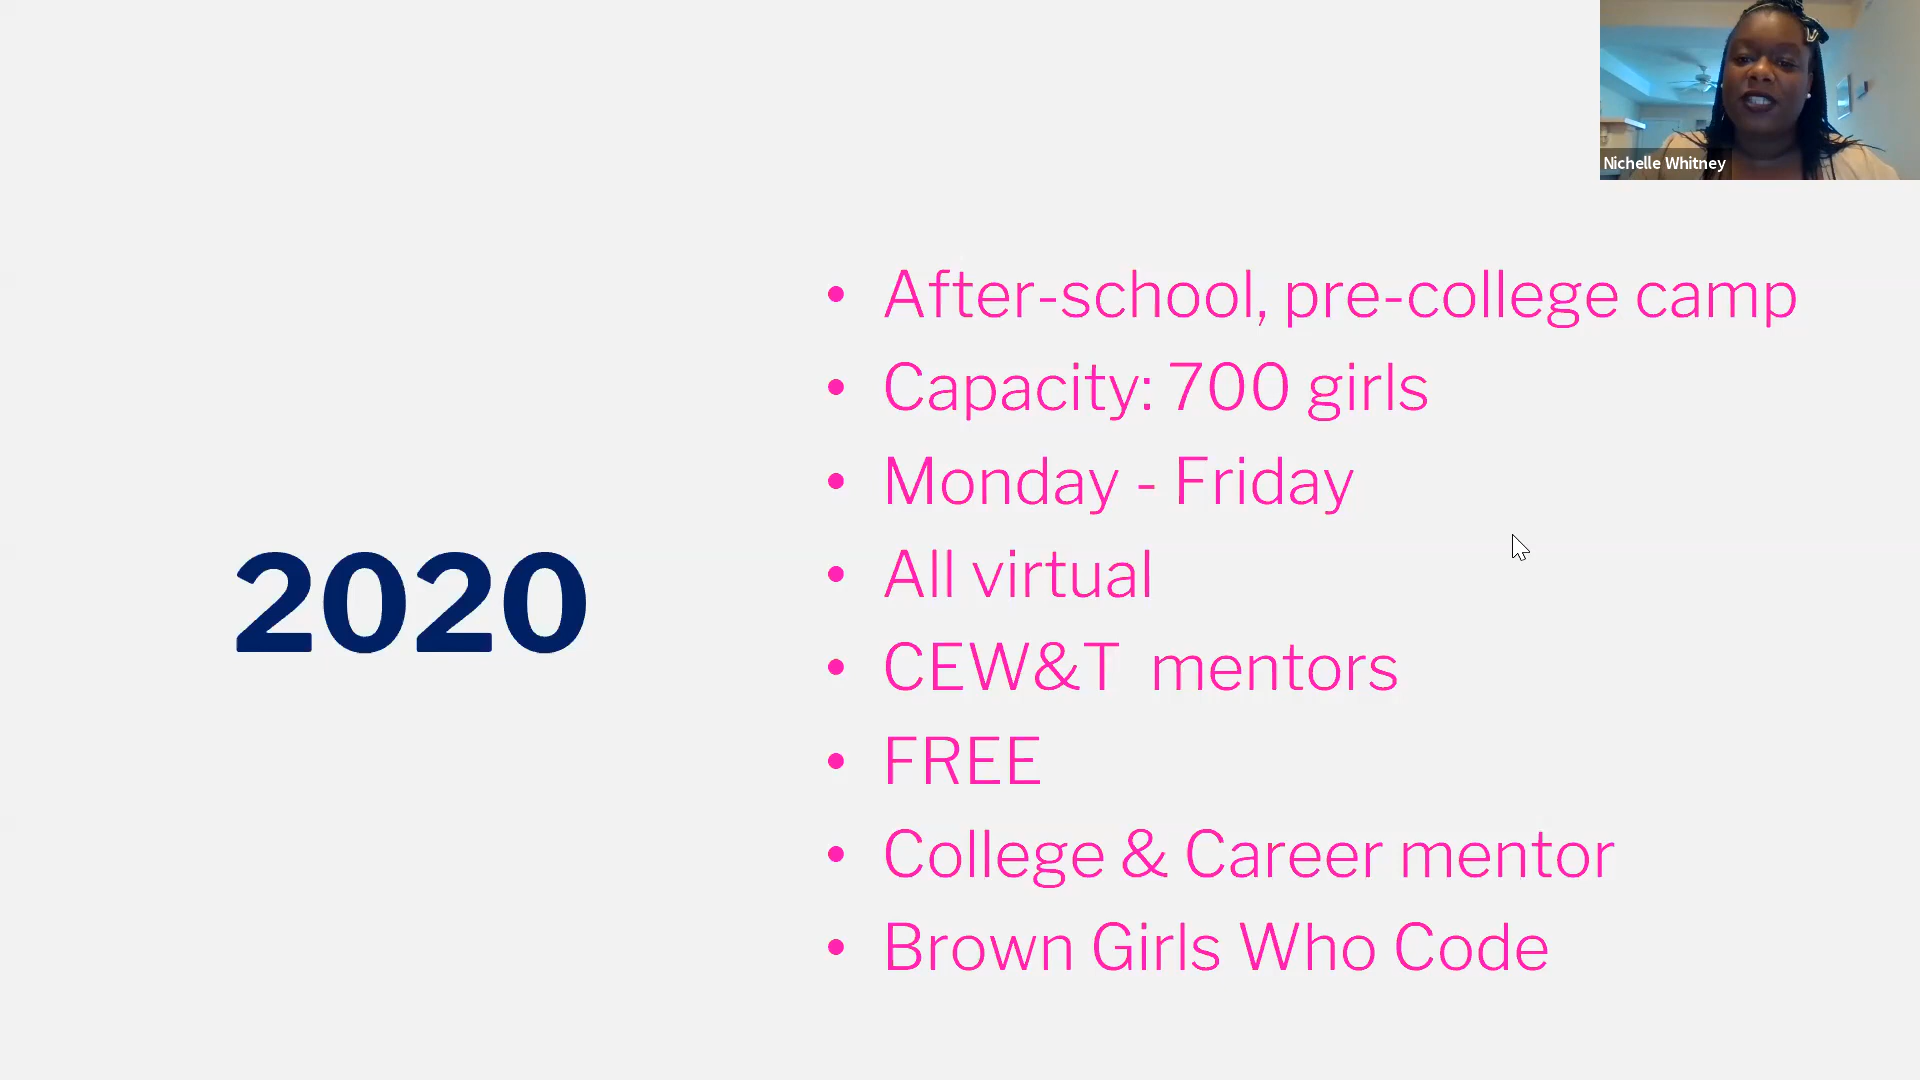 Nichelle Whitney
2020
• After-school, pre-college camp
• Capacity: 700 girls
• Monday - Friday
• All virtual
• CEW&T  mentors
• FREE
• College & Career mentor
• Brown Girls Who Code